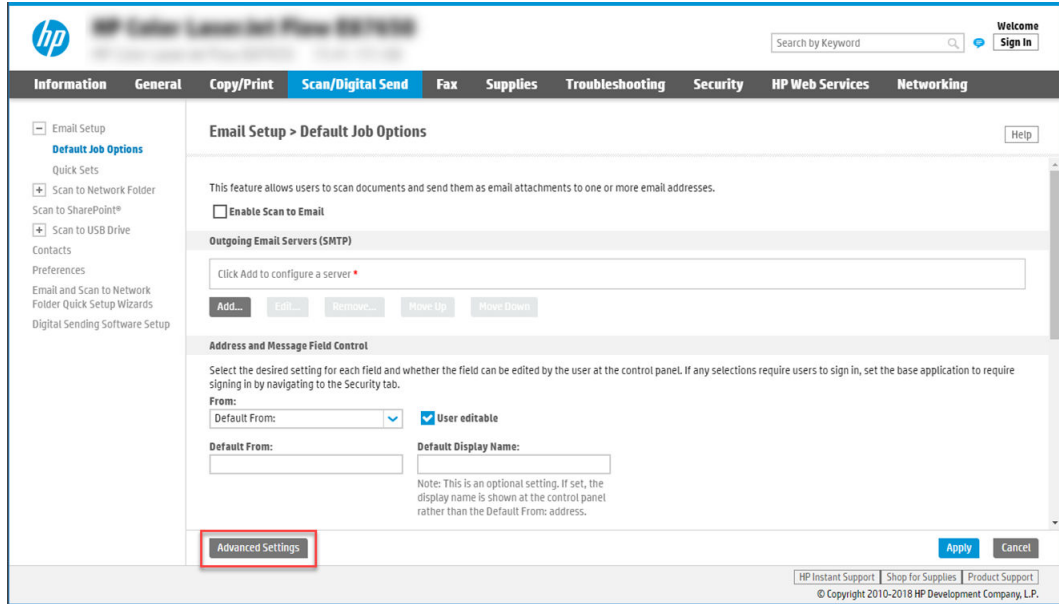 hp
Welcome
Search by Keyword
Sign In
Information General Copy/Print Scan/Digital Send Fax Supplies Troubleshooting Security HP Web Services Networking
Email Setup
Default Job Options
Quick Sets
Scan to Network Folder
Scan to SharePoint®
Scan to USB Drive
Contacts
Preferences
Email and Scan to Network
Folder Quick Setup Wizards
Digital Sending Software Setup
Email Setup > Default Job Options
Help
This feature allows users to scan documents and send them as email attachments to one or more email addresses.
Enable Scan to Email
Outgoing Email Servers (SMTP)
Click Add to configure a server *
Add... Edit... Remove... Move Up Move Down
Address and Message Field Control
Select the desired setting for each field and whether the field can be edited by the user at the control panel. If any selections require users to sign in, set the base application to require
signing in by navigating to the Security tab.
From:
Default From: User editable
Default From: Default Display Name:
Note: This is an optional setting. If set, the
display name is shown at the control panel
rather than the Default From: address.
Advanced Settings Apply Cancel
HP Instant Support Shop for Supplies Product Support
© Copyright 2010-2018 HP Development Company, L.P.